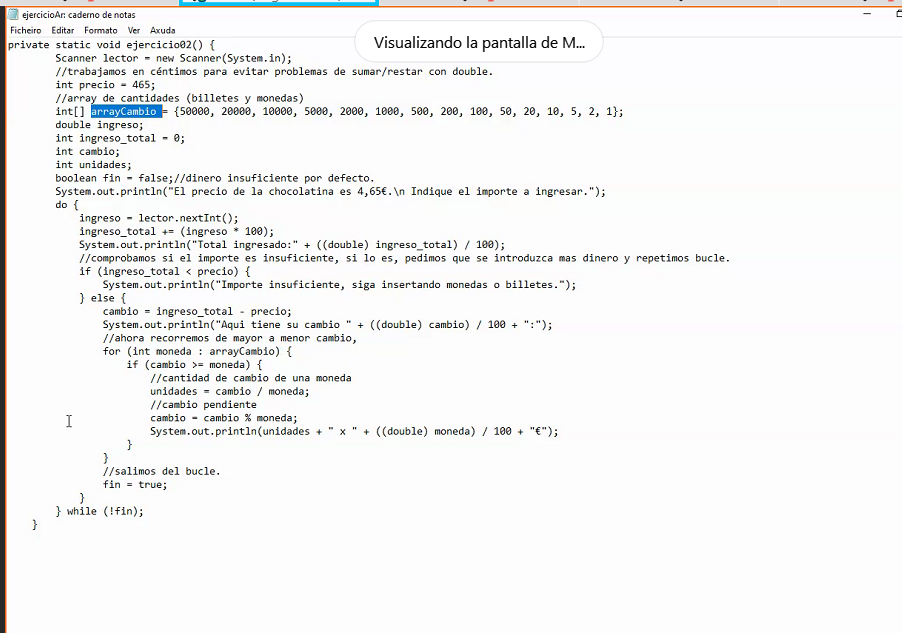 ejercicioAr: caderno de notas
Visualizando la pantalla de M...
Ficheiro Editar Formato Ver Axuda
private static void ejercicio02() {
Scanner lector = new Scanner(System.in);
//trabajamos en céntimos para evitar problemas de sumar/restar con double.
int precio = 465;
//array de cantidades (billetes y monedas)
int[] arrayCambio = {50000, 20000, 10000, 5000, 2000, 1000, 500, 200, 100, 50, 20, 10, 5, 2, 1};
double ingreso;
int ingreso_total = 0;
int cambio;
int unidades;
boolean fin = false;//dinero insuficiente por defecto.
System.out.println("El precio de la chocolatina es 4,65€.\n Indique el importe a ingresar.");
do {
ingreso = lector.nextInt();
ingreso_total += (ingreso * 100);
System.out.println("Total ingresado:" + ((double) ingreso_total) / 100);
//comprobamos si el importe es insuficiente, si lo es, pedimos que se introduzca mas dinero y repetimos bucle.
if (ingreso_total < precio) {
System.out.println("Importe insuficiente, siga insertando monedas o billetes.");
} else {
cambio = ingreso_total - precio;
System.out.println("Aqui tiene su cambio " + ((double) cambio) / 100 + ":");
//ahora recorremos de mayor a menor cambio,
for (int moneda : arrayCambio) {
if (cambio >= moneda) {
//cantidad de cambio de una moneda
unidades = cambio / moneda;
//cambio pendiente
cambio = cambio % moneda;
System.out.println(unidades + " x " + ((double) moneda) / 100 + "€");
}
}
//salimos del bucle.
fin = true;
}
} while (!fin);
}